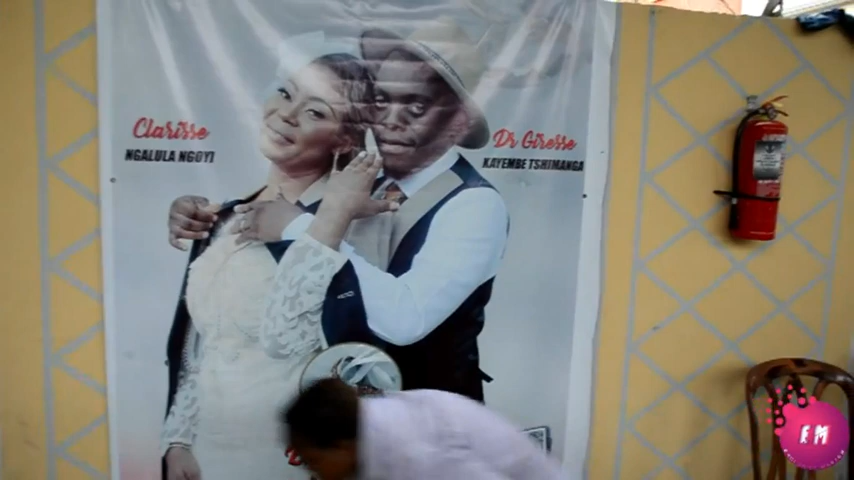 Clarisse
NGALULA NGOYI
Dr Giresse
KAYEMBE TSHIMANGA
FM